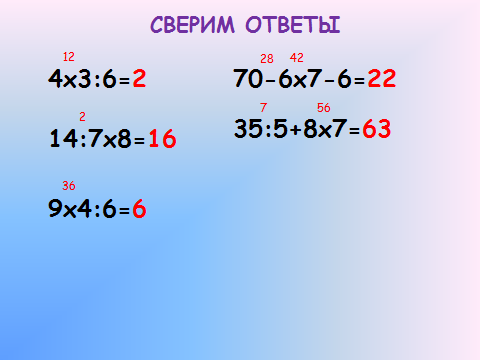 СВЕРИМ ОТВЕТЫ
12
4х3:6=2
2
14:7х8=16
36
9х4:6=6
28 42
70-6х7-6=22
7 56
35:5+8х7=63